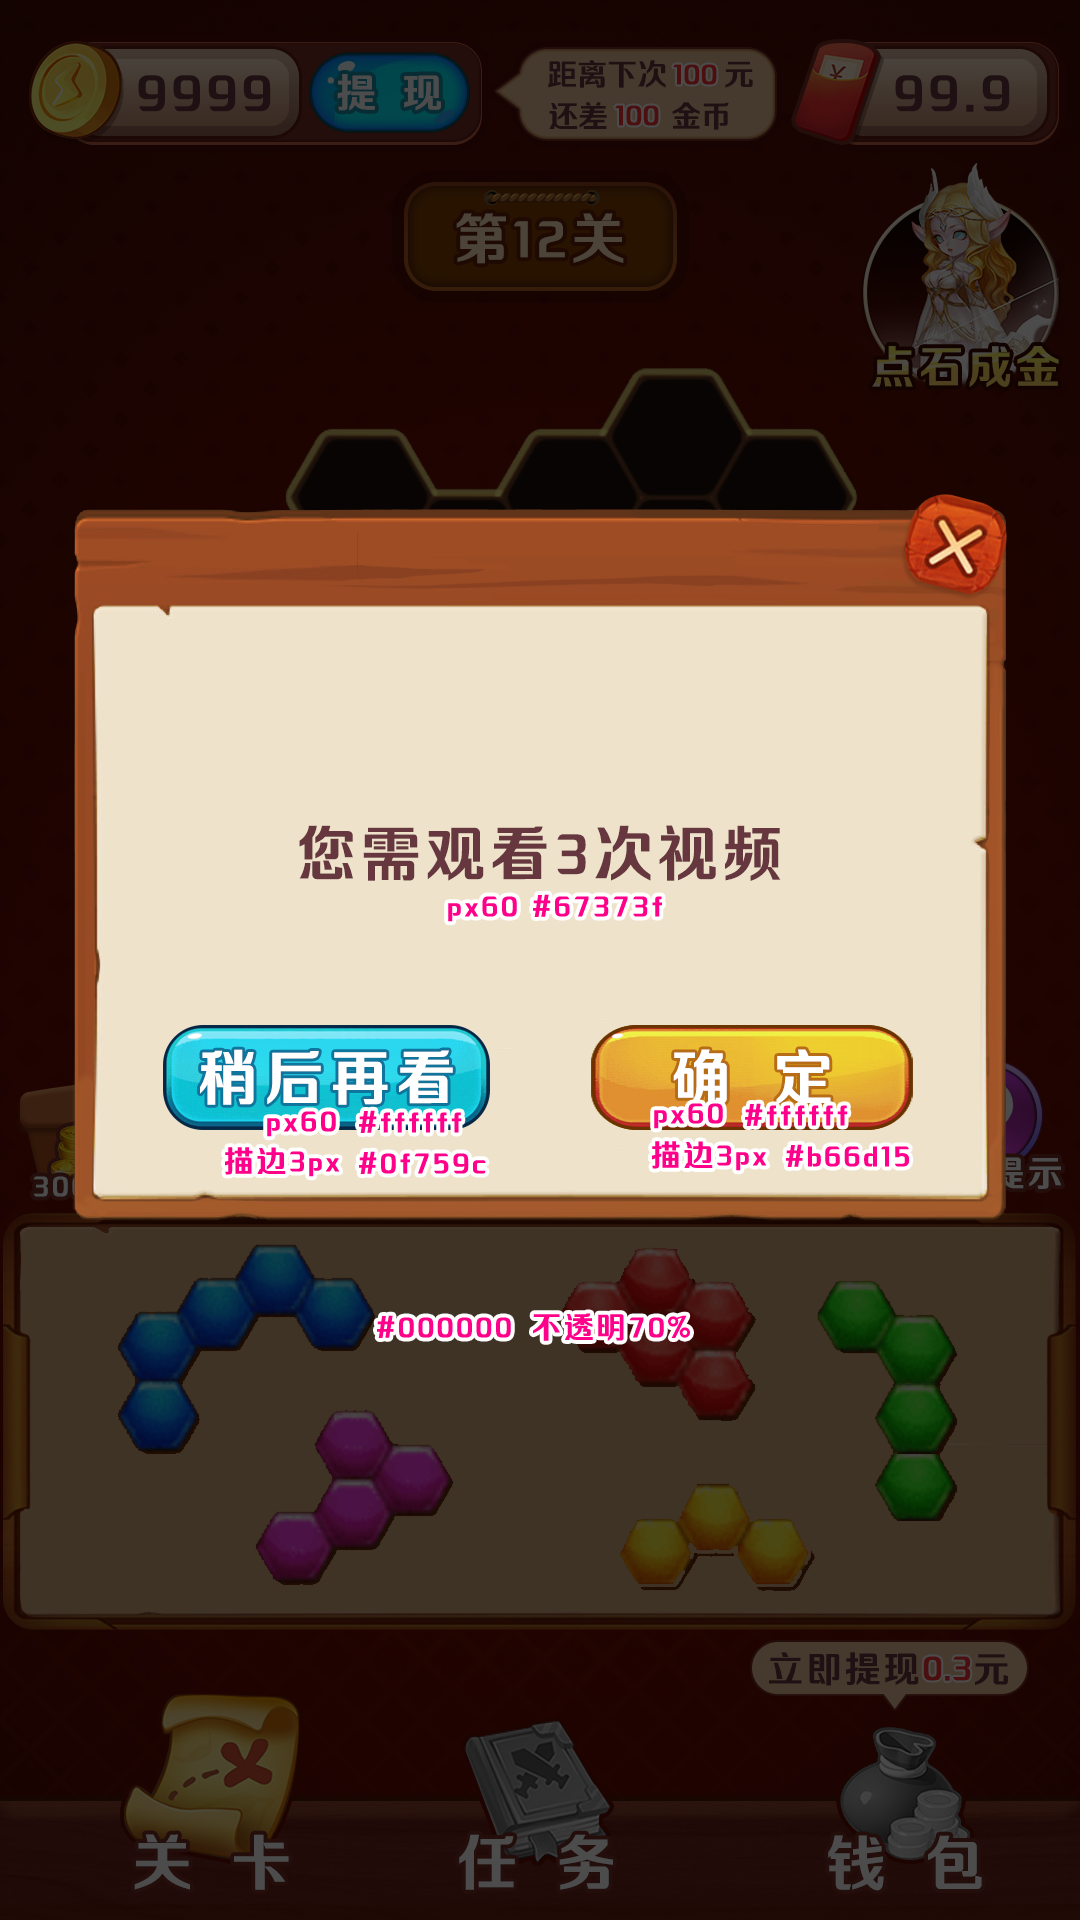 9999
提 现
距离下次100元
还差100 金币
99.9
第12关
点石成金
您需观看3次视频
px60 #67373f
稍后再看
px60 #ffffff
描边3px #0f759c
确 定
px60 #ffffff
描边3px #b66d15
提示
#000000 不透明70%
立即提现0.3元
关 卡
任 务
钱 包